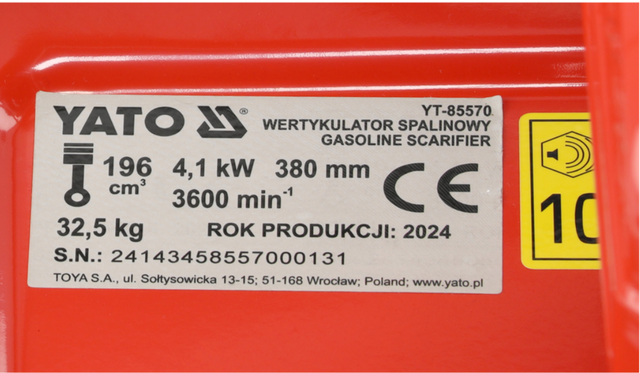 YATO ®
YT-85570
WERTYKULATOR SPALINOWY
GASOLINE SCARIFIER
196 cm³
4,1 kW 380 mm
3600 min⁻¹
CE
32,5 kg
ROK PRODUKCJI: 2024
S.N.: 24143458557000131
TOYA S.A., ul. Sołtysowicka 13-15; 51-168 Wrocław; Poland; www.yato.pl